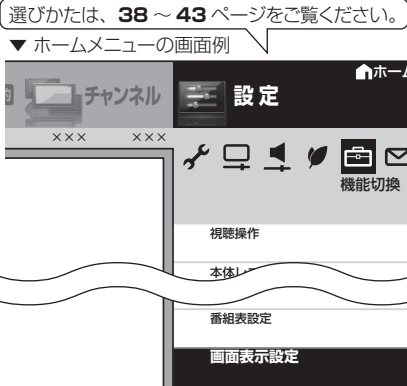 選びかたは、38～43ページをご覧ください。
▼ ホームメニューの画面例
ホーム
チャンネル
設定
××× ×××
機能切換
視聴操作
番組表設定
画面表示設定